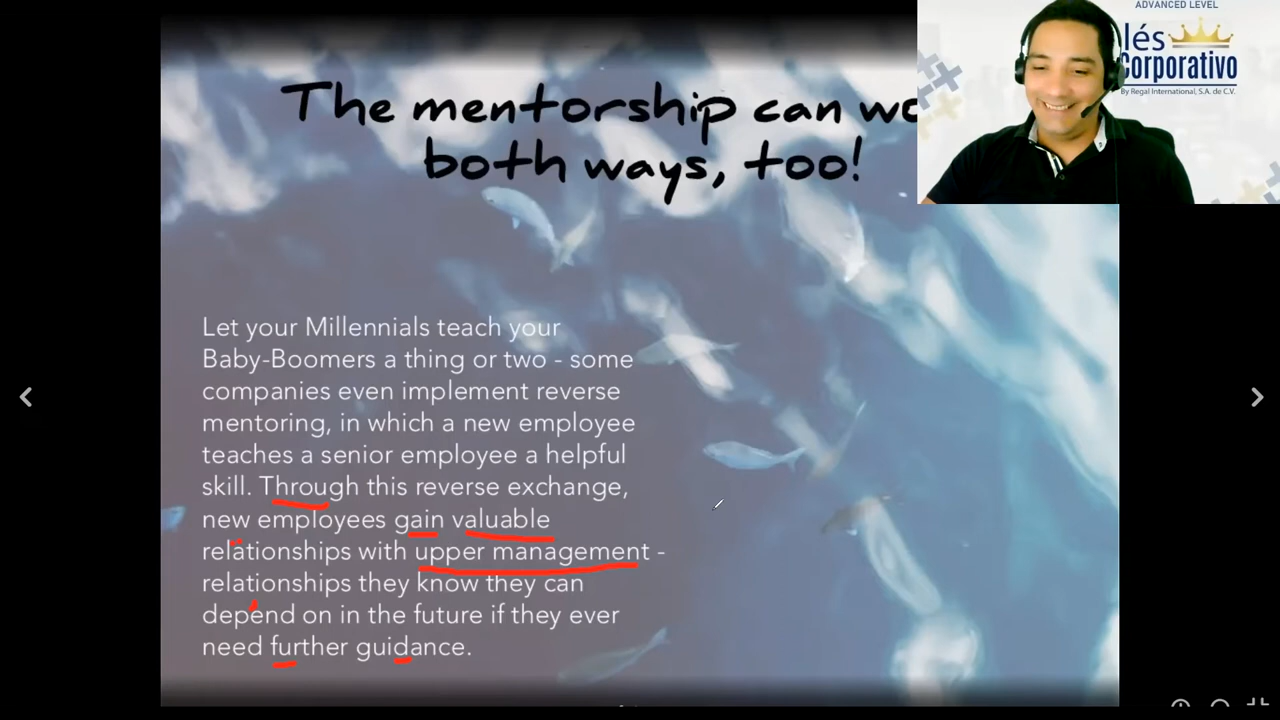 ADVANCED LEVEL
lés
Corporativo
By Regal International, S.A. de C.V.
The mentorship can wo
both ways, too!
Let your Millennials teach your
Baby-Boomers a thing or two - some
companies even implement reverse
mentoring, in which a new employee
teaches a senior employee a helpful
skill. Through this reverse exchange,
new employees gain valuable
relationships with upper management -
relationships they know they can
depend on in the future if they ever
need further guidance.